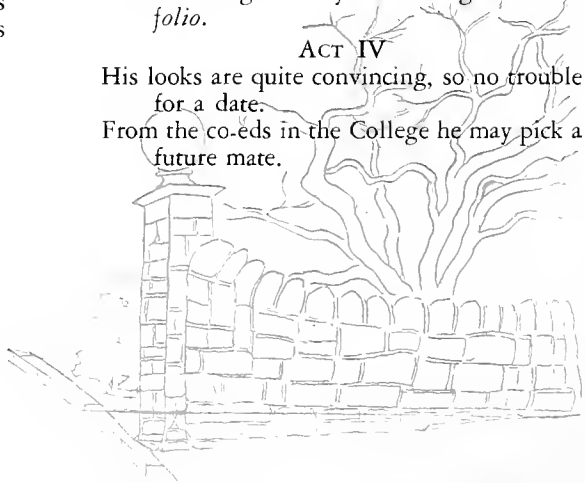 folio.
ACT IV
His looks are quite convincing, so no trouble
for a date.
From the co-eds in the College he may pick a
future mate.